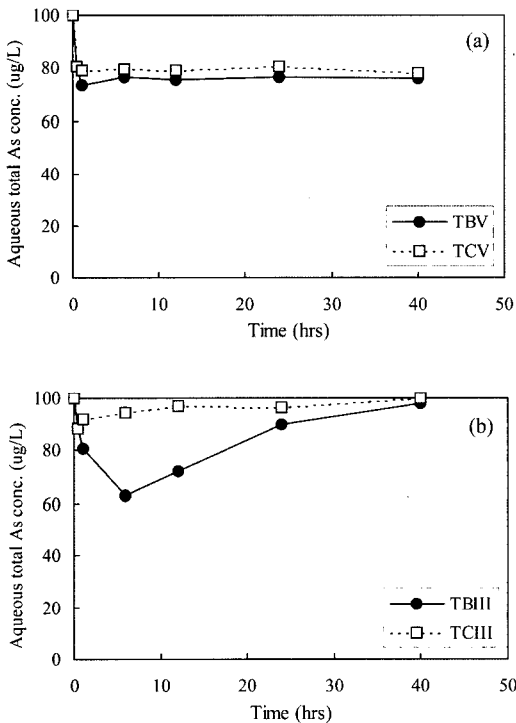 (a)
Aqueous total As conc. (ug/L)
100
80
60
40
20
0
TBV
TCV
0 10 20 30 40 50
Time (hrs)
(b)
Aqueous total As conc. (ug/L)
100
80
60
40
20
0
TBIII
TCIII
0 10 20 30 40 50
Time (hrs)